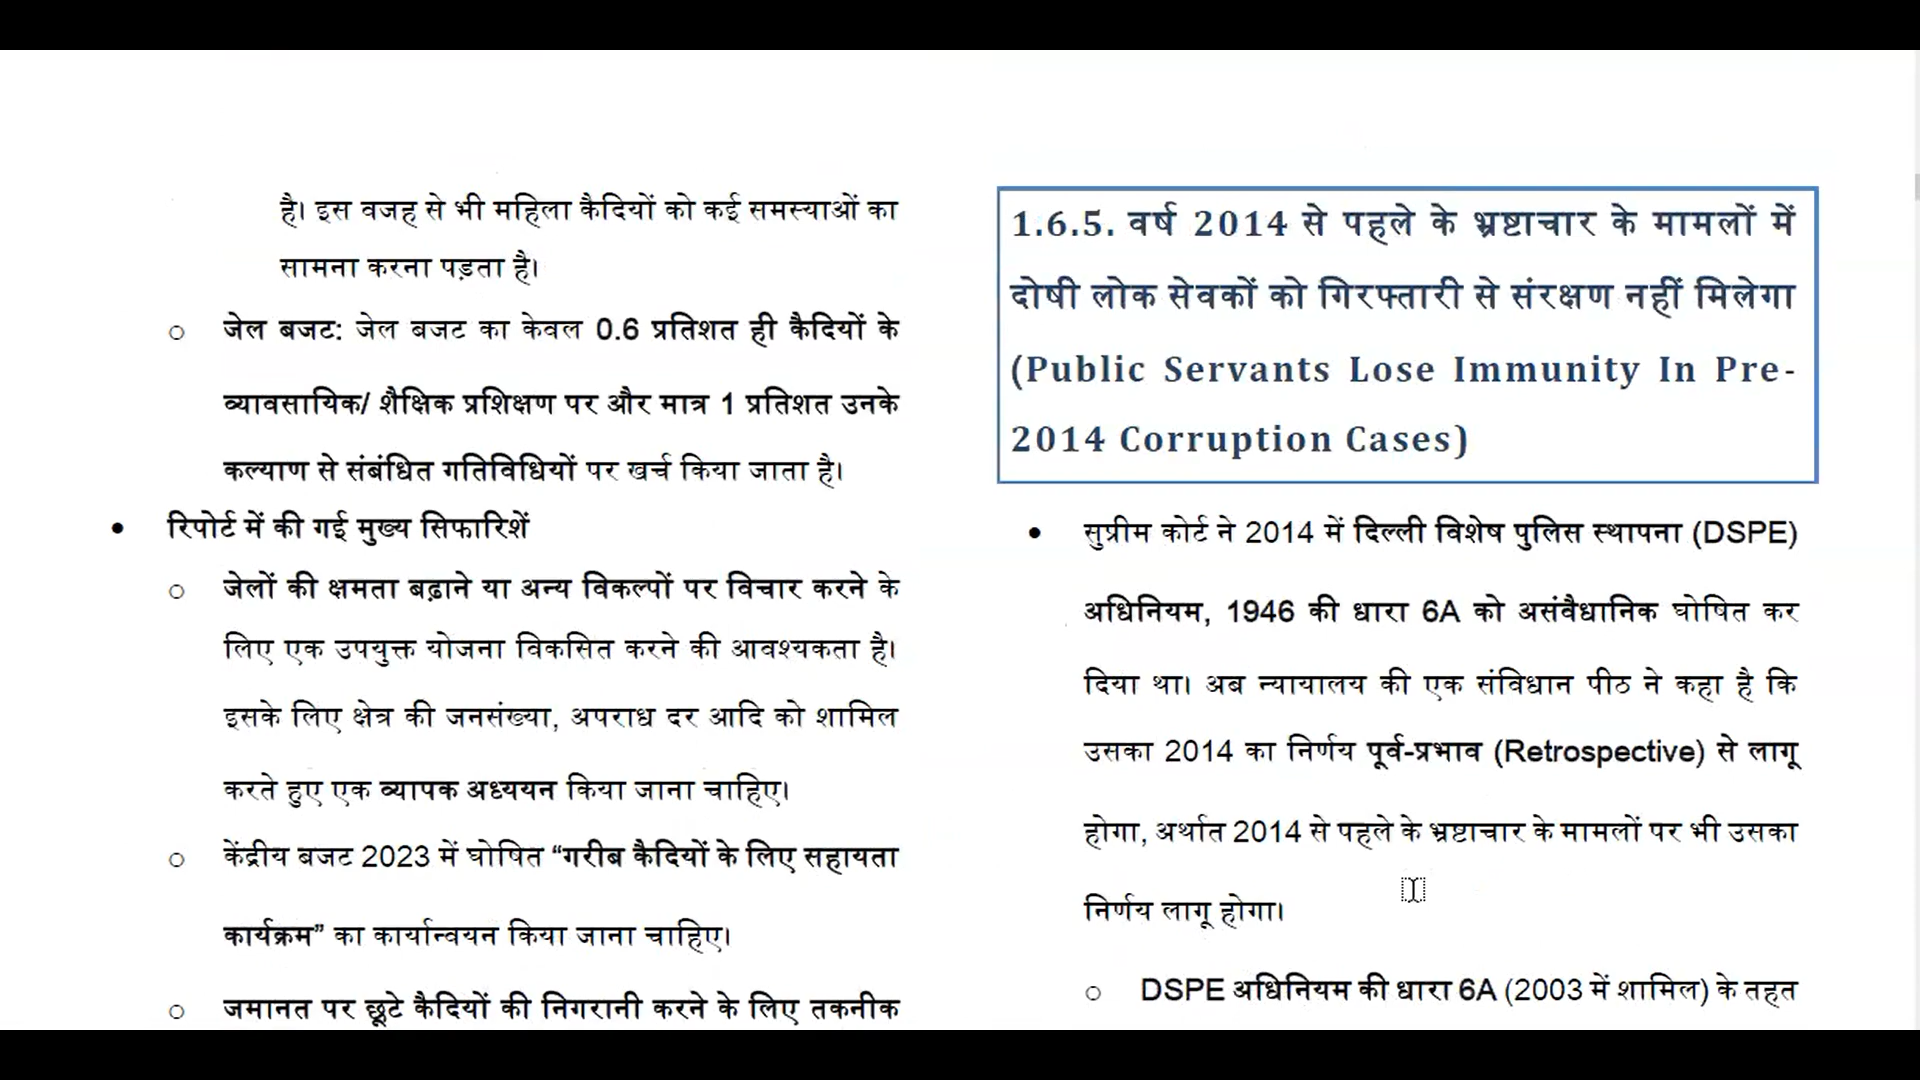 है। इस वजह से भी महिला कैदियों को कई समस्याओं का
सामना करना पड़ता है।
○ जेल बजट: जेल बजट का केवल 0.6 प्रतिशत ही कैदियों के
व्यावसायिक/ शैक्षिक प्रशिक्षण पर और मात्र 1 प्रतिशत उनके
कल्याण से संबंधित गतिविधियों पर खर्च किया जाता है।
• रिपोर्ट में की गई मुख्य सिफारिशें
○ जेलों की क्षमता बढ़ाने या अन्य विकल्पों पर विचार करने के
लिए एक उपयुक्त योजना विकसित करने की आवश्यकता है।
इसके लिए क्षेत्र की जनसंख्या, अपराध दर आदि को शामिल
करते हुए एक व्यापक अध्ययन किया जाना चाहिए।
○ केंद्रीय बजट 2023 में घोषित “गरीब कैदियों के लिए सहायता
कार्यक्रम” का कार्यान्वयन किया जाना चाहिए।
○ जमानत पर छूटे कैदियों की निगरानी करने के लिए तकनीक
1.6.5. वर्ष 2014 से पहले के भ्रष्टाचार के मामलों में
दोषी लोक सेवकों को गिरफ्तारी से संरक्षण नहीं मिलेगा
(Public Servants Lose Immunity In Pre-
2014 Corruption Cases)
• सुप्रीम कोर्ट ने 2014 में दिल्ली विशेष पुलिस स्थापना (DSPE)
अधिनियम, 1946 की धारा 6A को असंवैधानिक घोषित कर
दिया था। अब न्यायालय की एक संविधान पीठ ने कहा है कि
उसका 2014 का निर्णय पूर्व-प्रभाव (Retrospective) से लागू
होगा, अर्थात 2014 से पहले के भ्रष्टाचार के मामलों पर भी उसका
निर्णय लागू होगा।
○ DSPE अधिनियम की धारा 6A (2003 में शामिल) के तहत